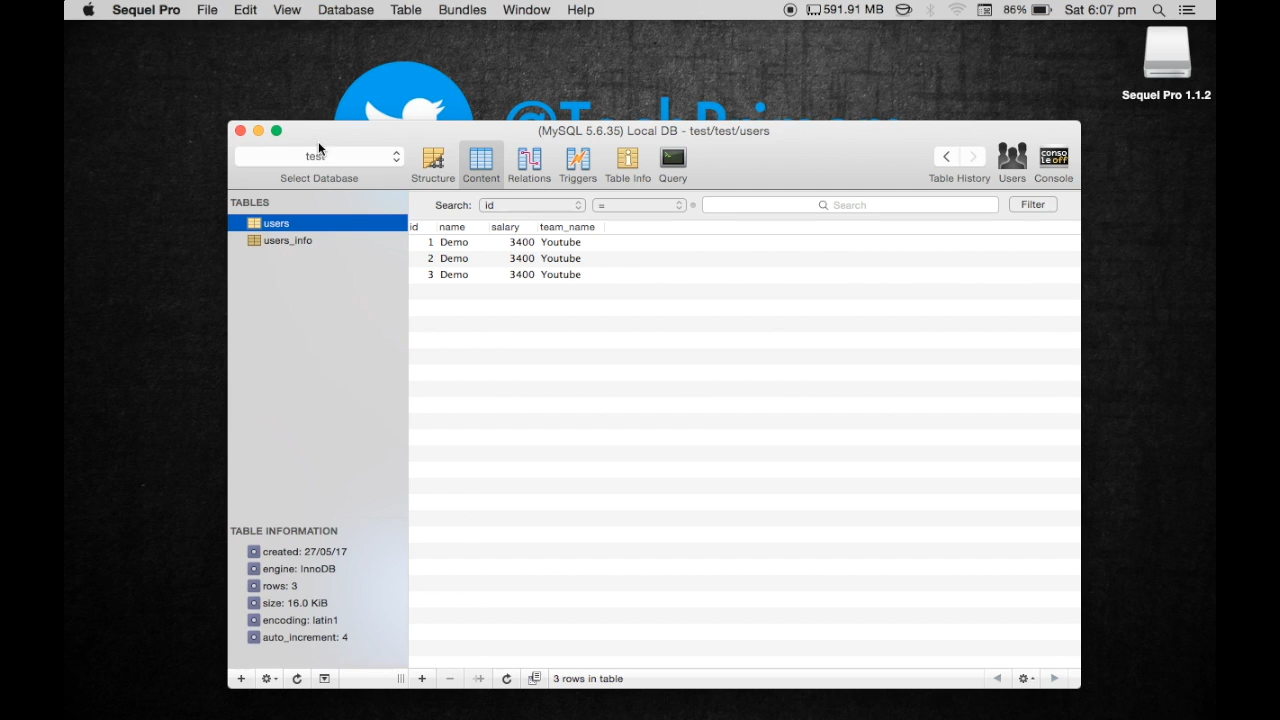 Sequel Pro File Edit View Database Table Bundles Window Help 591.91 MB 86% Sat 6:07 pm
Sequel Pro 1.1.2
(MySQL 5.6.35) Local DB - test/test/users
test
Select Database Structure Content Relations Triggers Table Info Query Table History Users Console
TABLES
users
users_info
Search: id = Search Filter
id name salary team_name
1 Demo 3400 Youtube
2 Demo 3400 Youtube
3 Demo 3400 Youtube
TABLE INFORMATION
created: 27/05/17
engine: InnoDB
rows: 3
size: 16.0 KiB
encoding: latin1
auto_increment: 4
3 rows in table